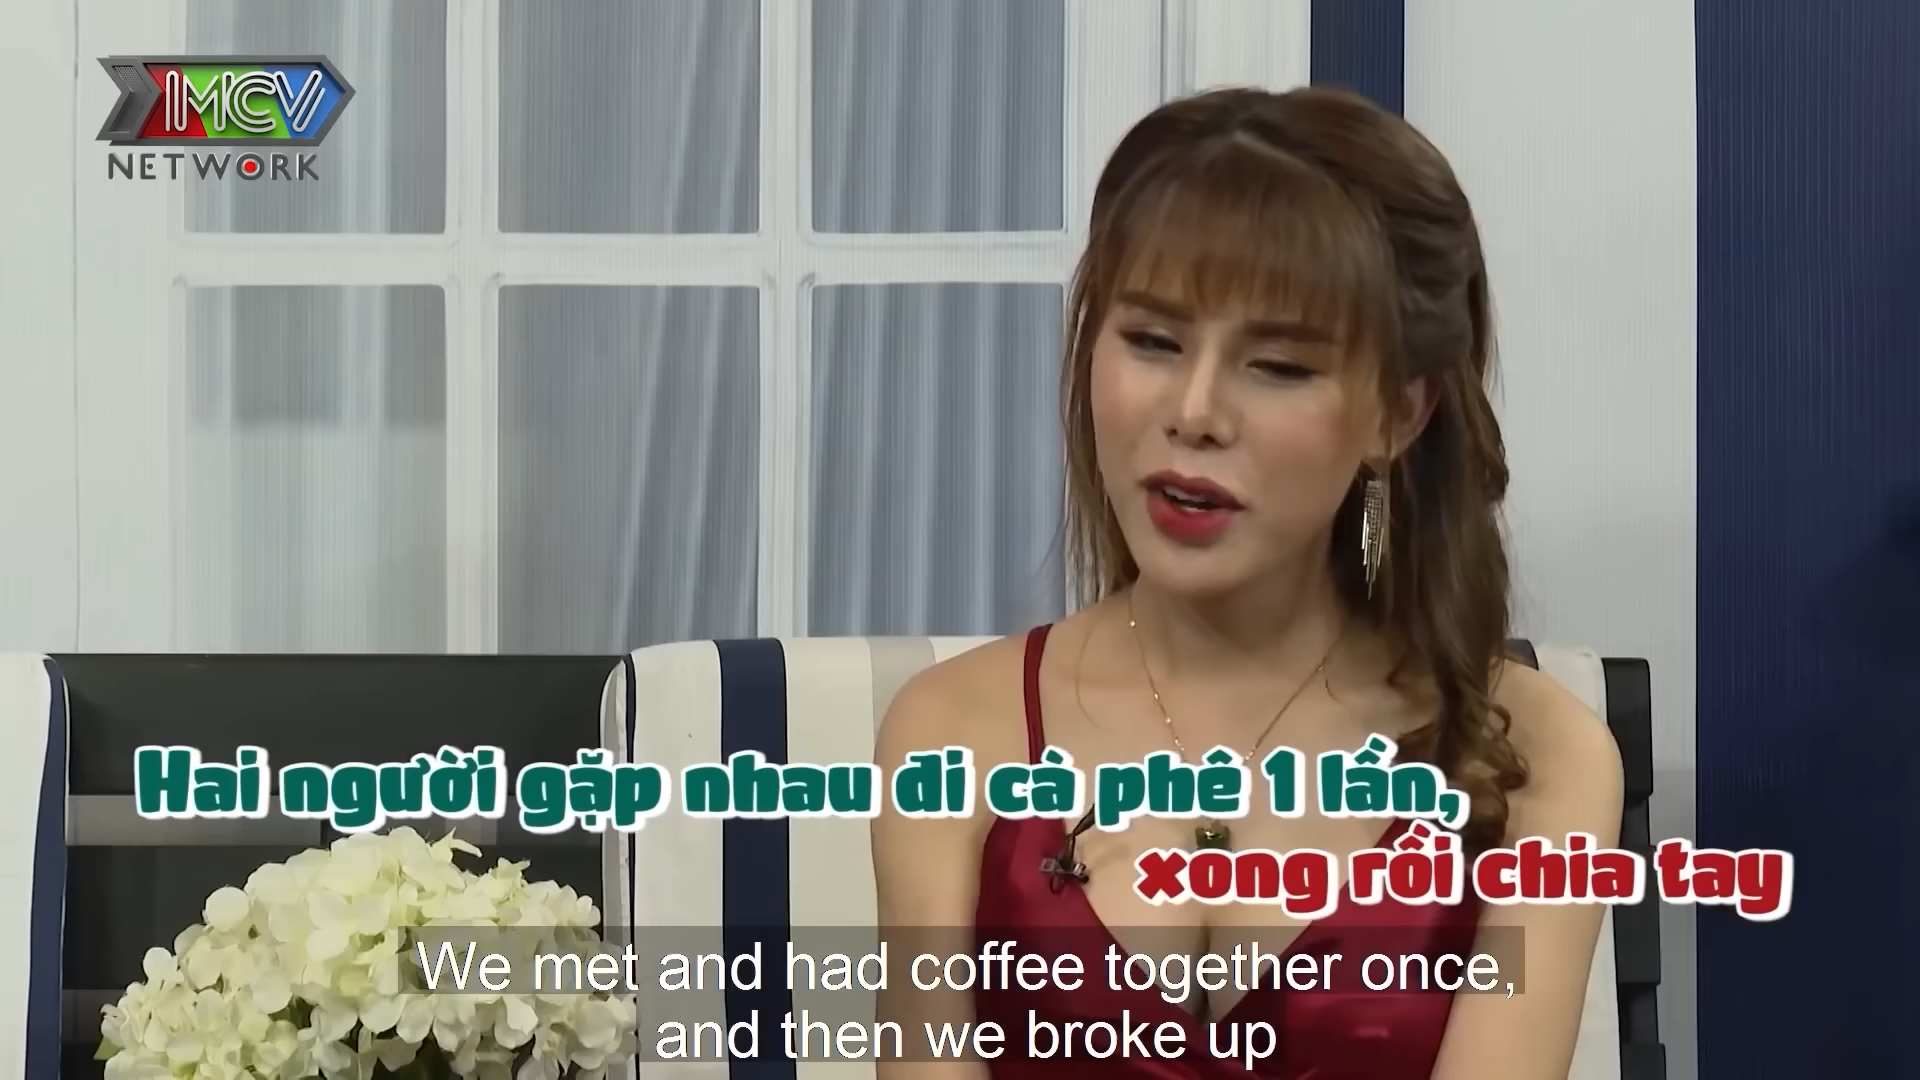 MCV
NETWORK
Hai người gặp nhau đi cà phê 1 lần,
xong rồi chia tay
We met and had coffee together once,
and then we broke up